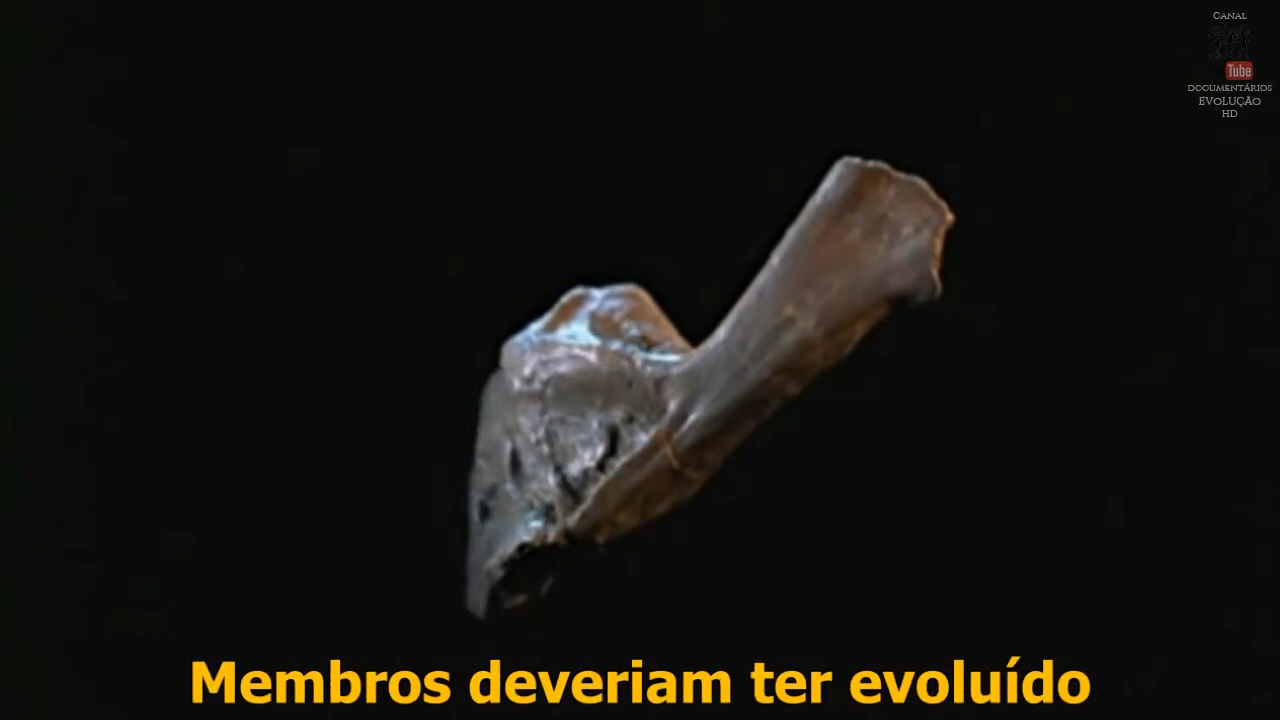 Canal
Tube
Documentários
Evolução
HD
Membros deveriam ter evoluído